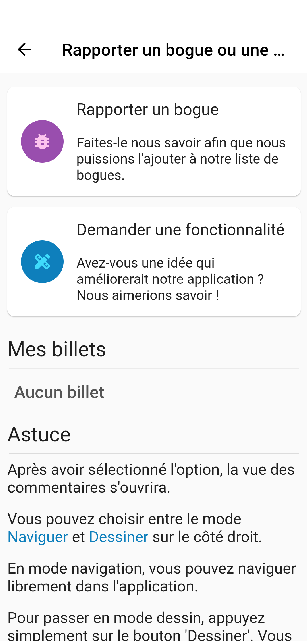 Rapporter un bogue ou une ...
Rapporter un bogue
Faites-le nous savoir afin que nous
puissions l'ajouter à notre liste de
bogues.
Demander une fonctionnalité
Avez-vous une idée qui
améliorerait notre application ?
Nous aimerions savoir !
Mes billets
Aucun billet
Astuce
Après avoir sélectionné l'option, la vue des
commentaires s'ouvrira.
Vous pouvez choisir entre le mode
Naviguer et Dessiner sur le côté droit.
En mode navigation, vous pouvez naviguer
librement dans l'application.
Pour passer en mode dessin, appuyez
simplement sur le bouton 'Dessiner'. Vous